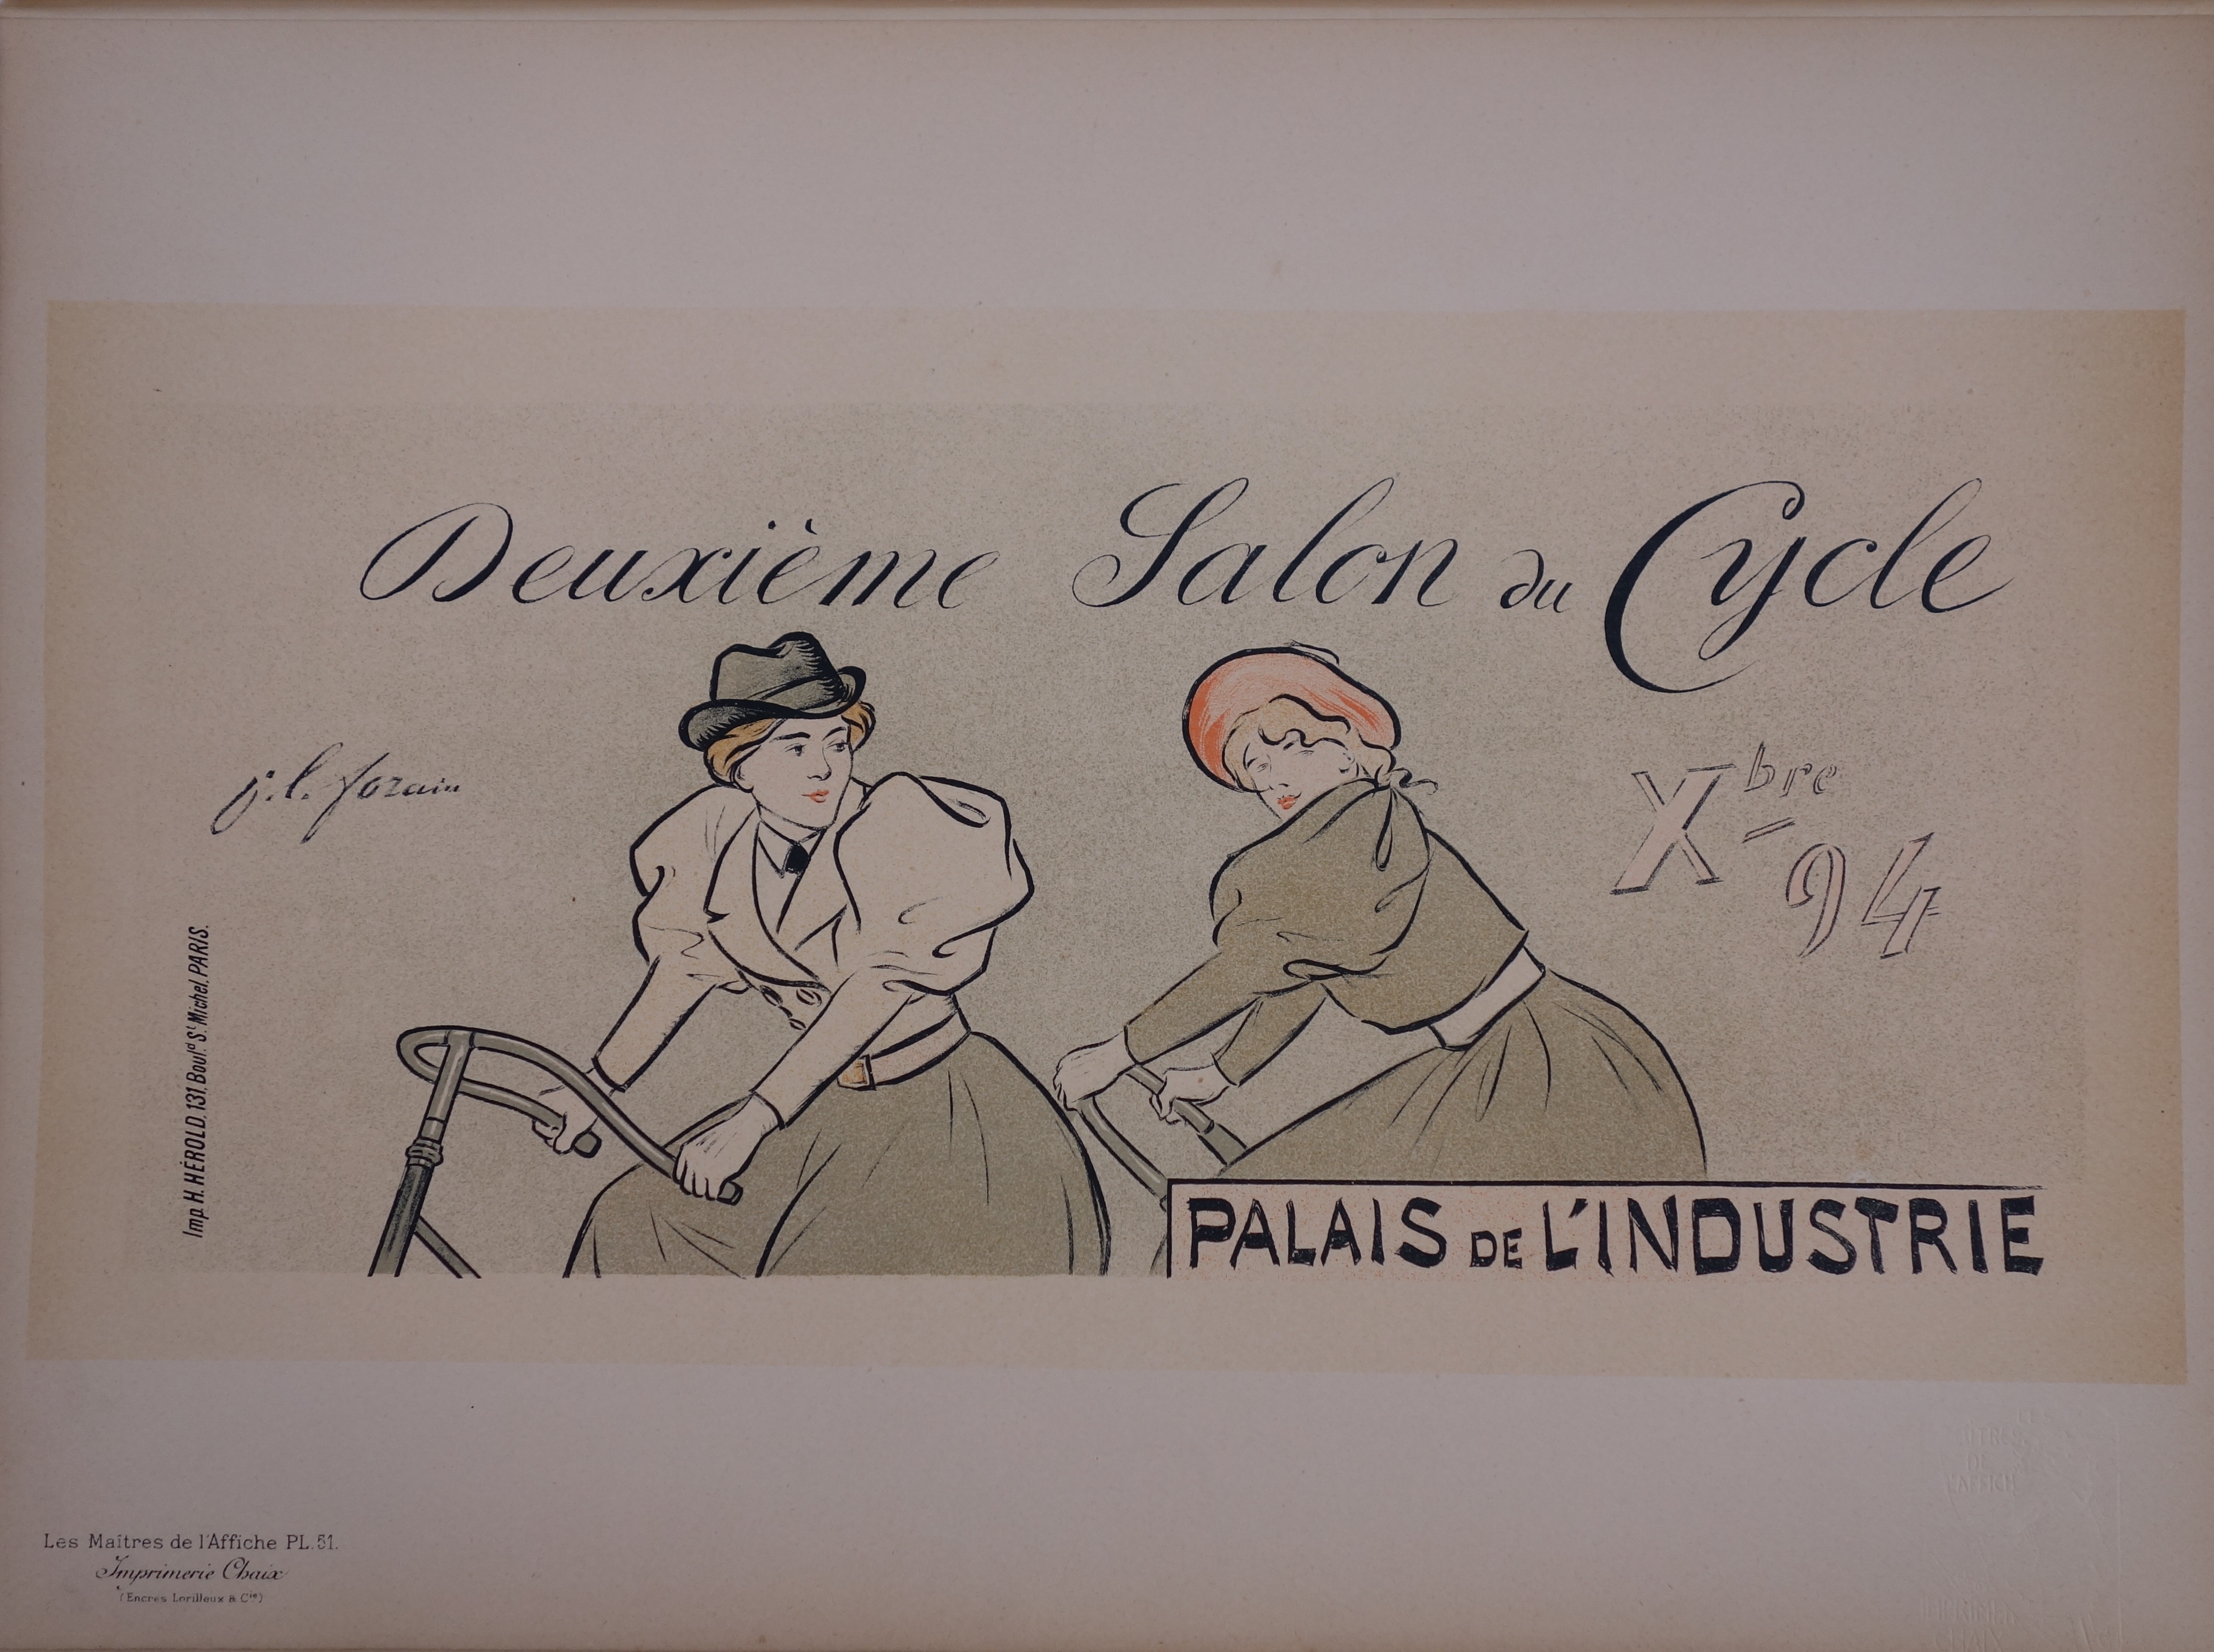 Deuxième Salon du Cycle
j. l. forain
Xbre 94
Imp. H. HÉROLD, 131, Boulᵈ Sᵗ Michel. PARIS.
PALAIS DE L'INDUSTRIE
Les Maîtres de l'Affiche PL. 51.
Imprimerie Chaix
(Encres Lorilleux & Cⁱᵉ)